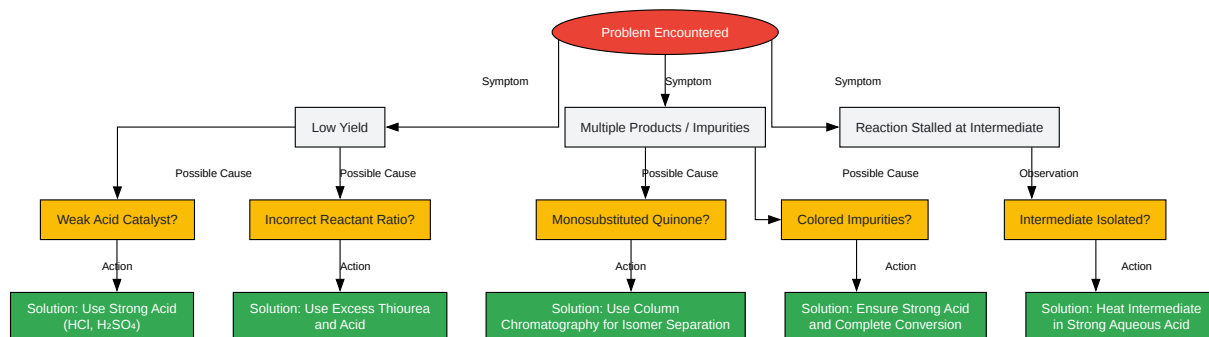 Problem Encountered
Symptom
Symptom
Symptom
Low Yield
Multiple Products / Impurities
Reaction Stalled at Intermediate
Possible Cause
Possible Cause
Possible Cause
Possible Cause
Observation
Weak Acid Catalyst?
Incorrect Reactant Ratio?
Monosubstituted Quinone?
Colored Impurities?
Intermediate Isolated?
Action
Action
Action
Action
Action
Solution: Use Strong Acid
(HCl, H₂SO₄)
Solution: Use Excess Thiourea
and Acid
Solution: Use Column
Chromatography for Isomer Separation
Solution: Ensure Strong Acid
and Complete Conversion
Solution: Heat Intermediate
in Strong Aqueous Acid